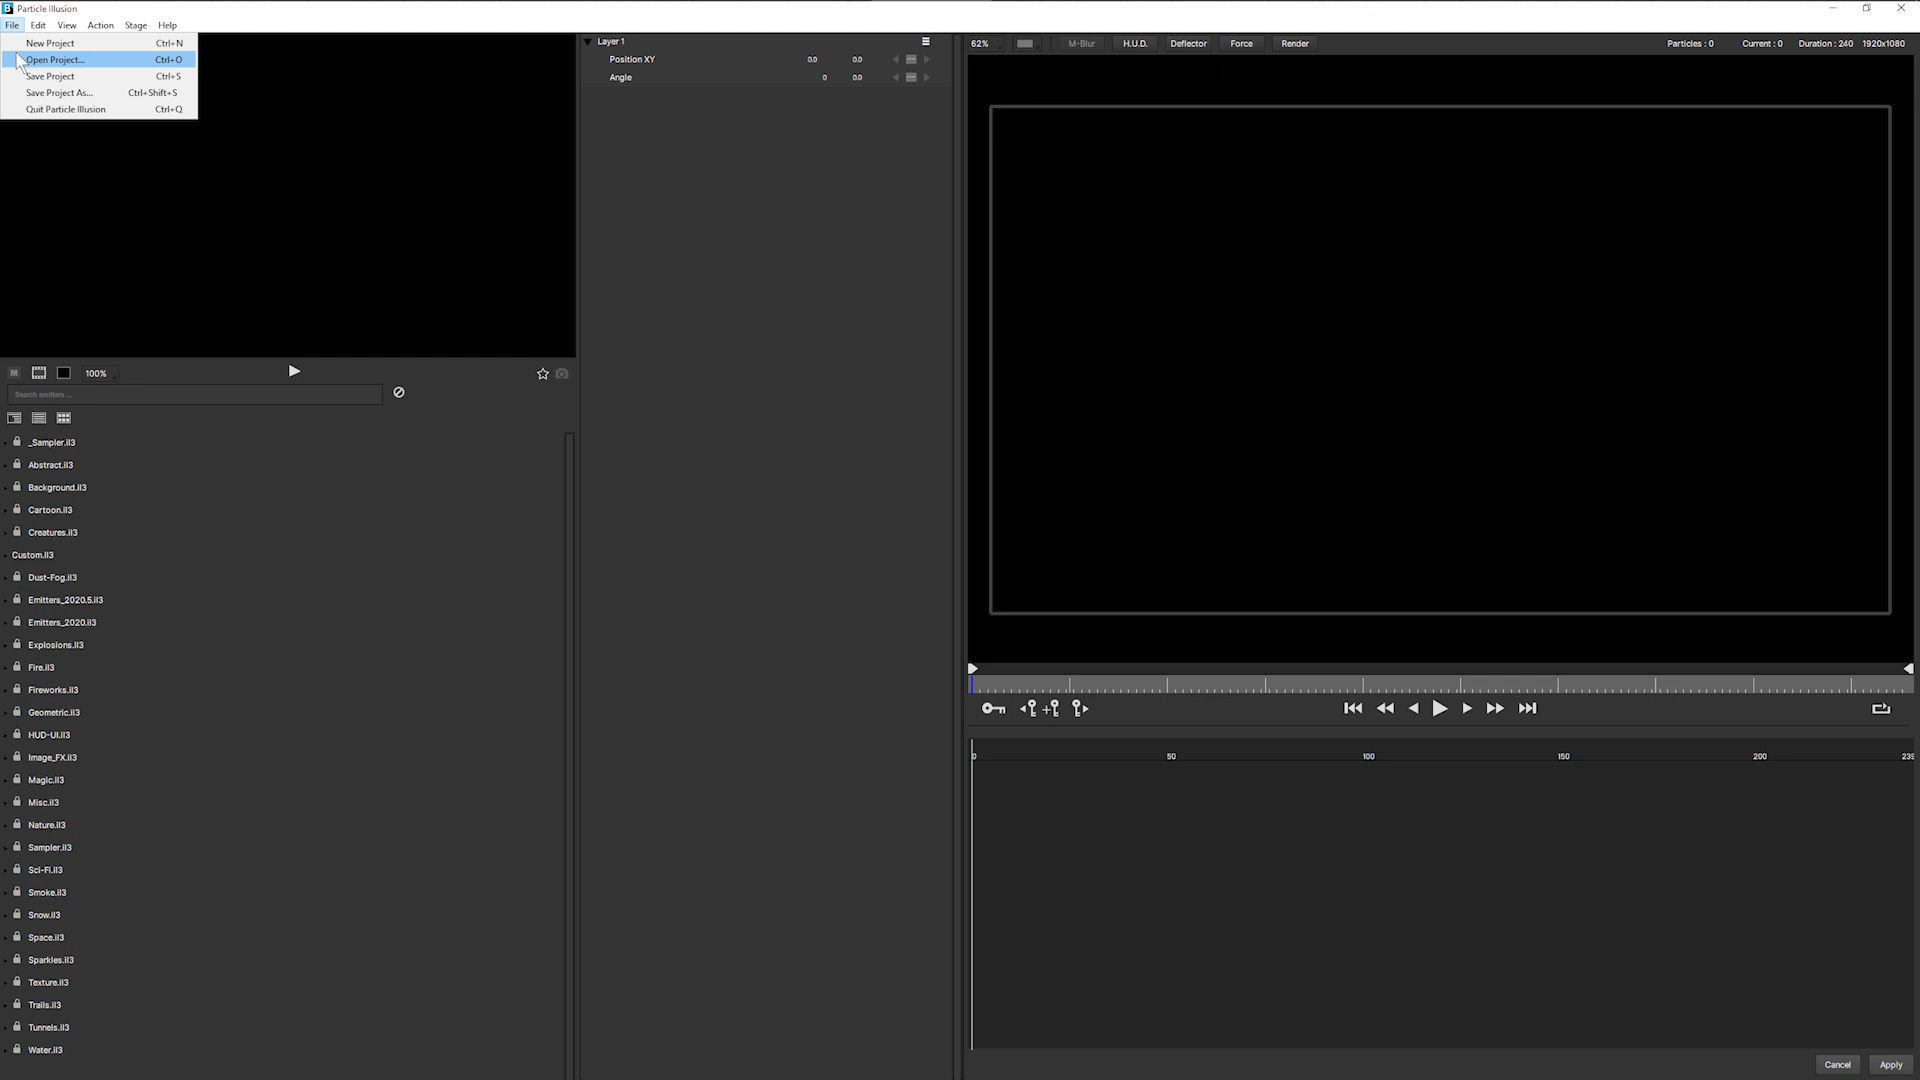 Particle Illusion
File Edit View Action Stage Help
New Project Ctrl+N
Open Project... Ctrl+O
Save Project Ctrl+S
Save Project As... Ctrl+Shift+S
Quit Particle Illusion Ctrl+Q
Layer 1
Position XY 0.0 0.0
Angle 0 0.0
62% M-Blur H.U.D. Deflector Force Render Particles : 0 Current : 0 Duration : 240 1920x1080
M 100%
Search emitters ...
_Sampler.il3
Abstract.il3
Background.il3
Cartoon.il3
Creatures.il3
Custom.il3
Dust-Fog.il3
Emitters_2020.5.il3
Emitters_2020.il3
Explosions.il3
Fire.il3
Fireworks.il3
Geometric.il3
HUD-UI.il3
Image_FX.il3
Magic.il3
Misc.il3
Nature.il3
Sampler.il3
Sci-Fi.il3
Smoke.il3
Snow.il3
Space.il3
Sparkles.il3
Texture.il3
Trails.il3
Tunnels.il3
Water.il3
0 50 100 150 200 239
Cancel Apply